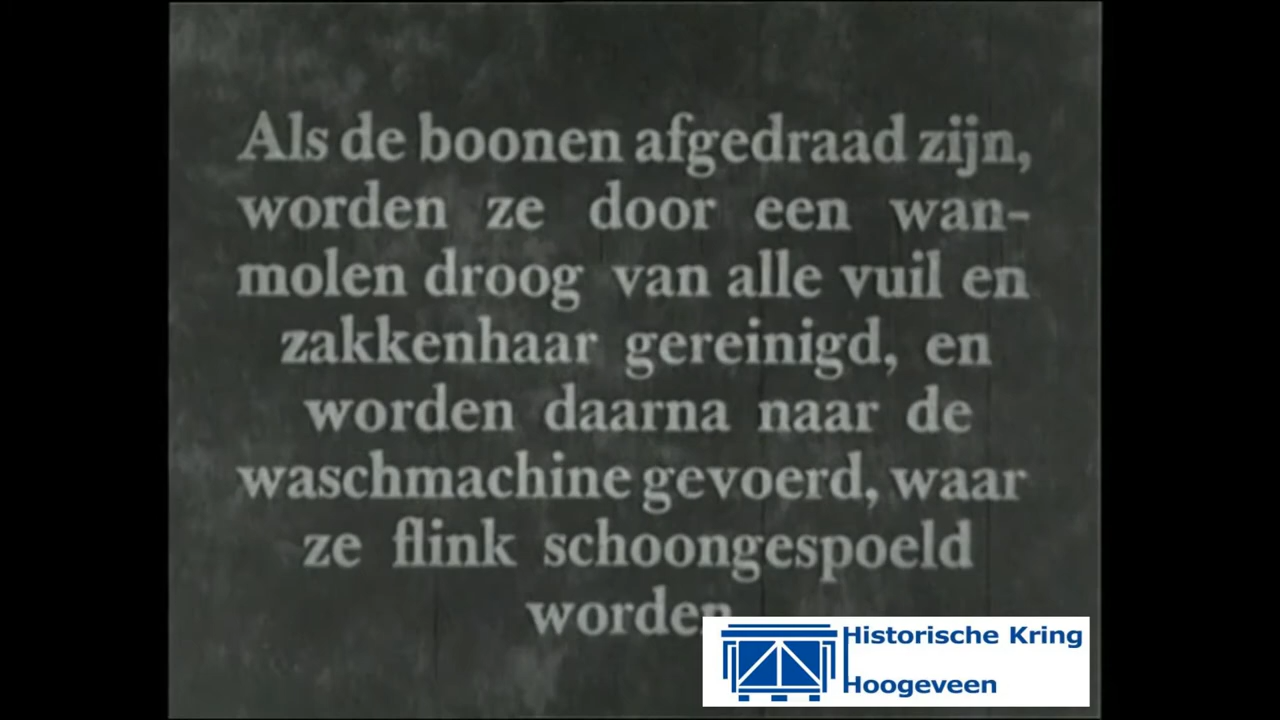 Als de boonen afgedraad zijn,
worden ze door een wan-
molen droog van alle vuil en
zakkenhaar gereinigd, en
worden daarna naar de
waschmachine gevoerd, waar
ze flink schoongespoeld
worden
Historische Kring
Hoogeveen